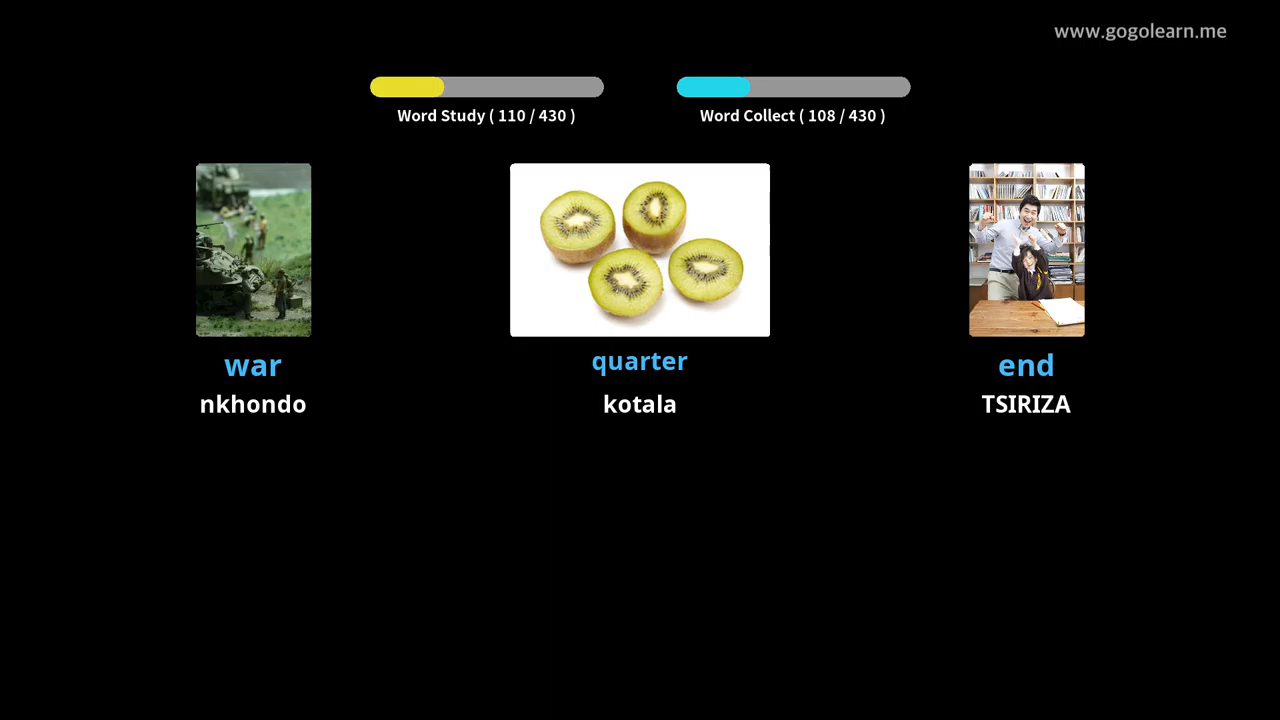 www.gogolearn.me
Word Study ( 110 / 430 )
Word Collect ( 108 / 430 )
war
quarter
end
nkhondo
kotala
TSIRIZA